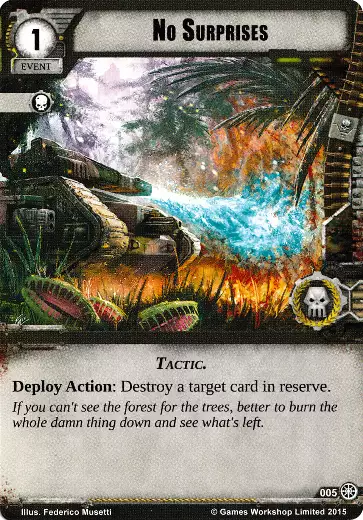 1
No Surprises
EVENT
Tactic.
Deploy Action: Destroy a target card in reserve.
If you can't see the forest for the trees, better to burn the
whole damn thing down and see what's left.
005
Illus. Federico Musetti
© Games Workshop Limited 2015